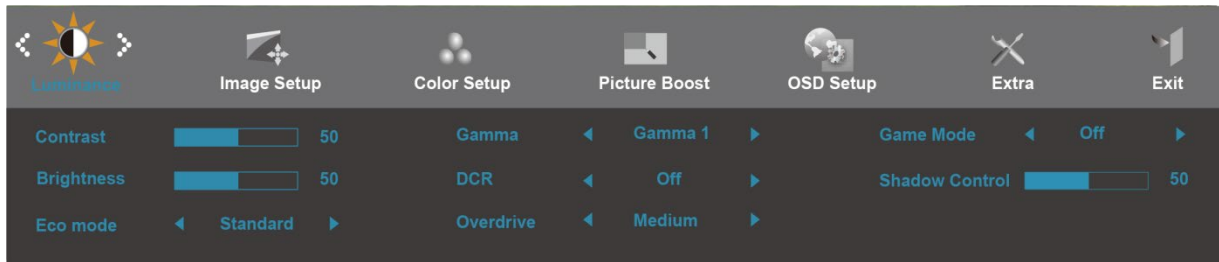 Luminance Image Setup Color Setup Picture Boost OSD Setup Extra Exit
Contrast 50 Gamma Gamma 1 Game Mode Off
Brightness 50 DCR Off Shadow Control 50
Eco mode Standard Overdrive Medium